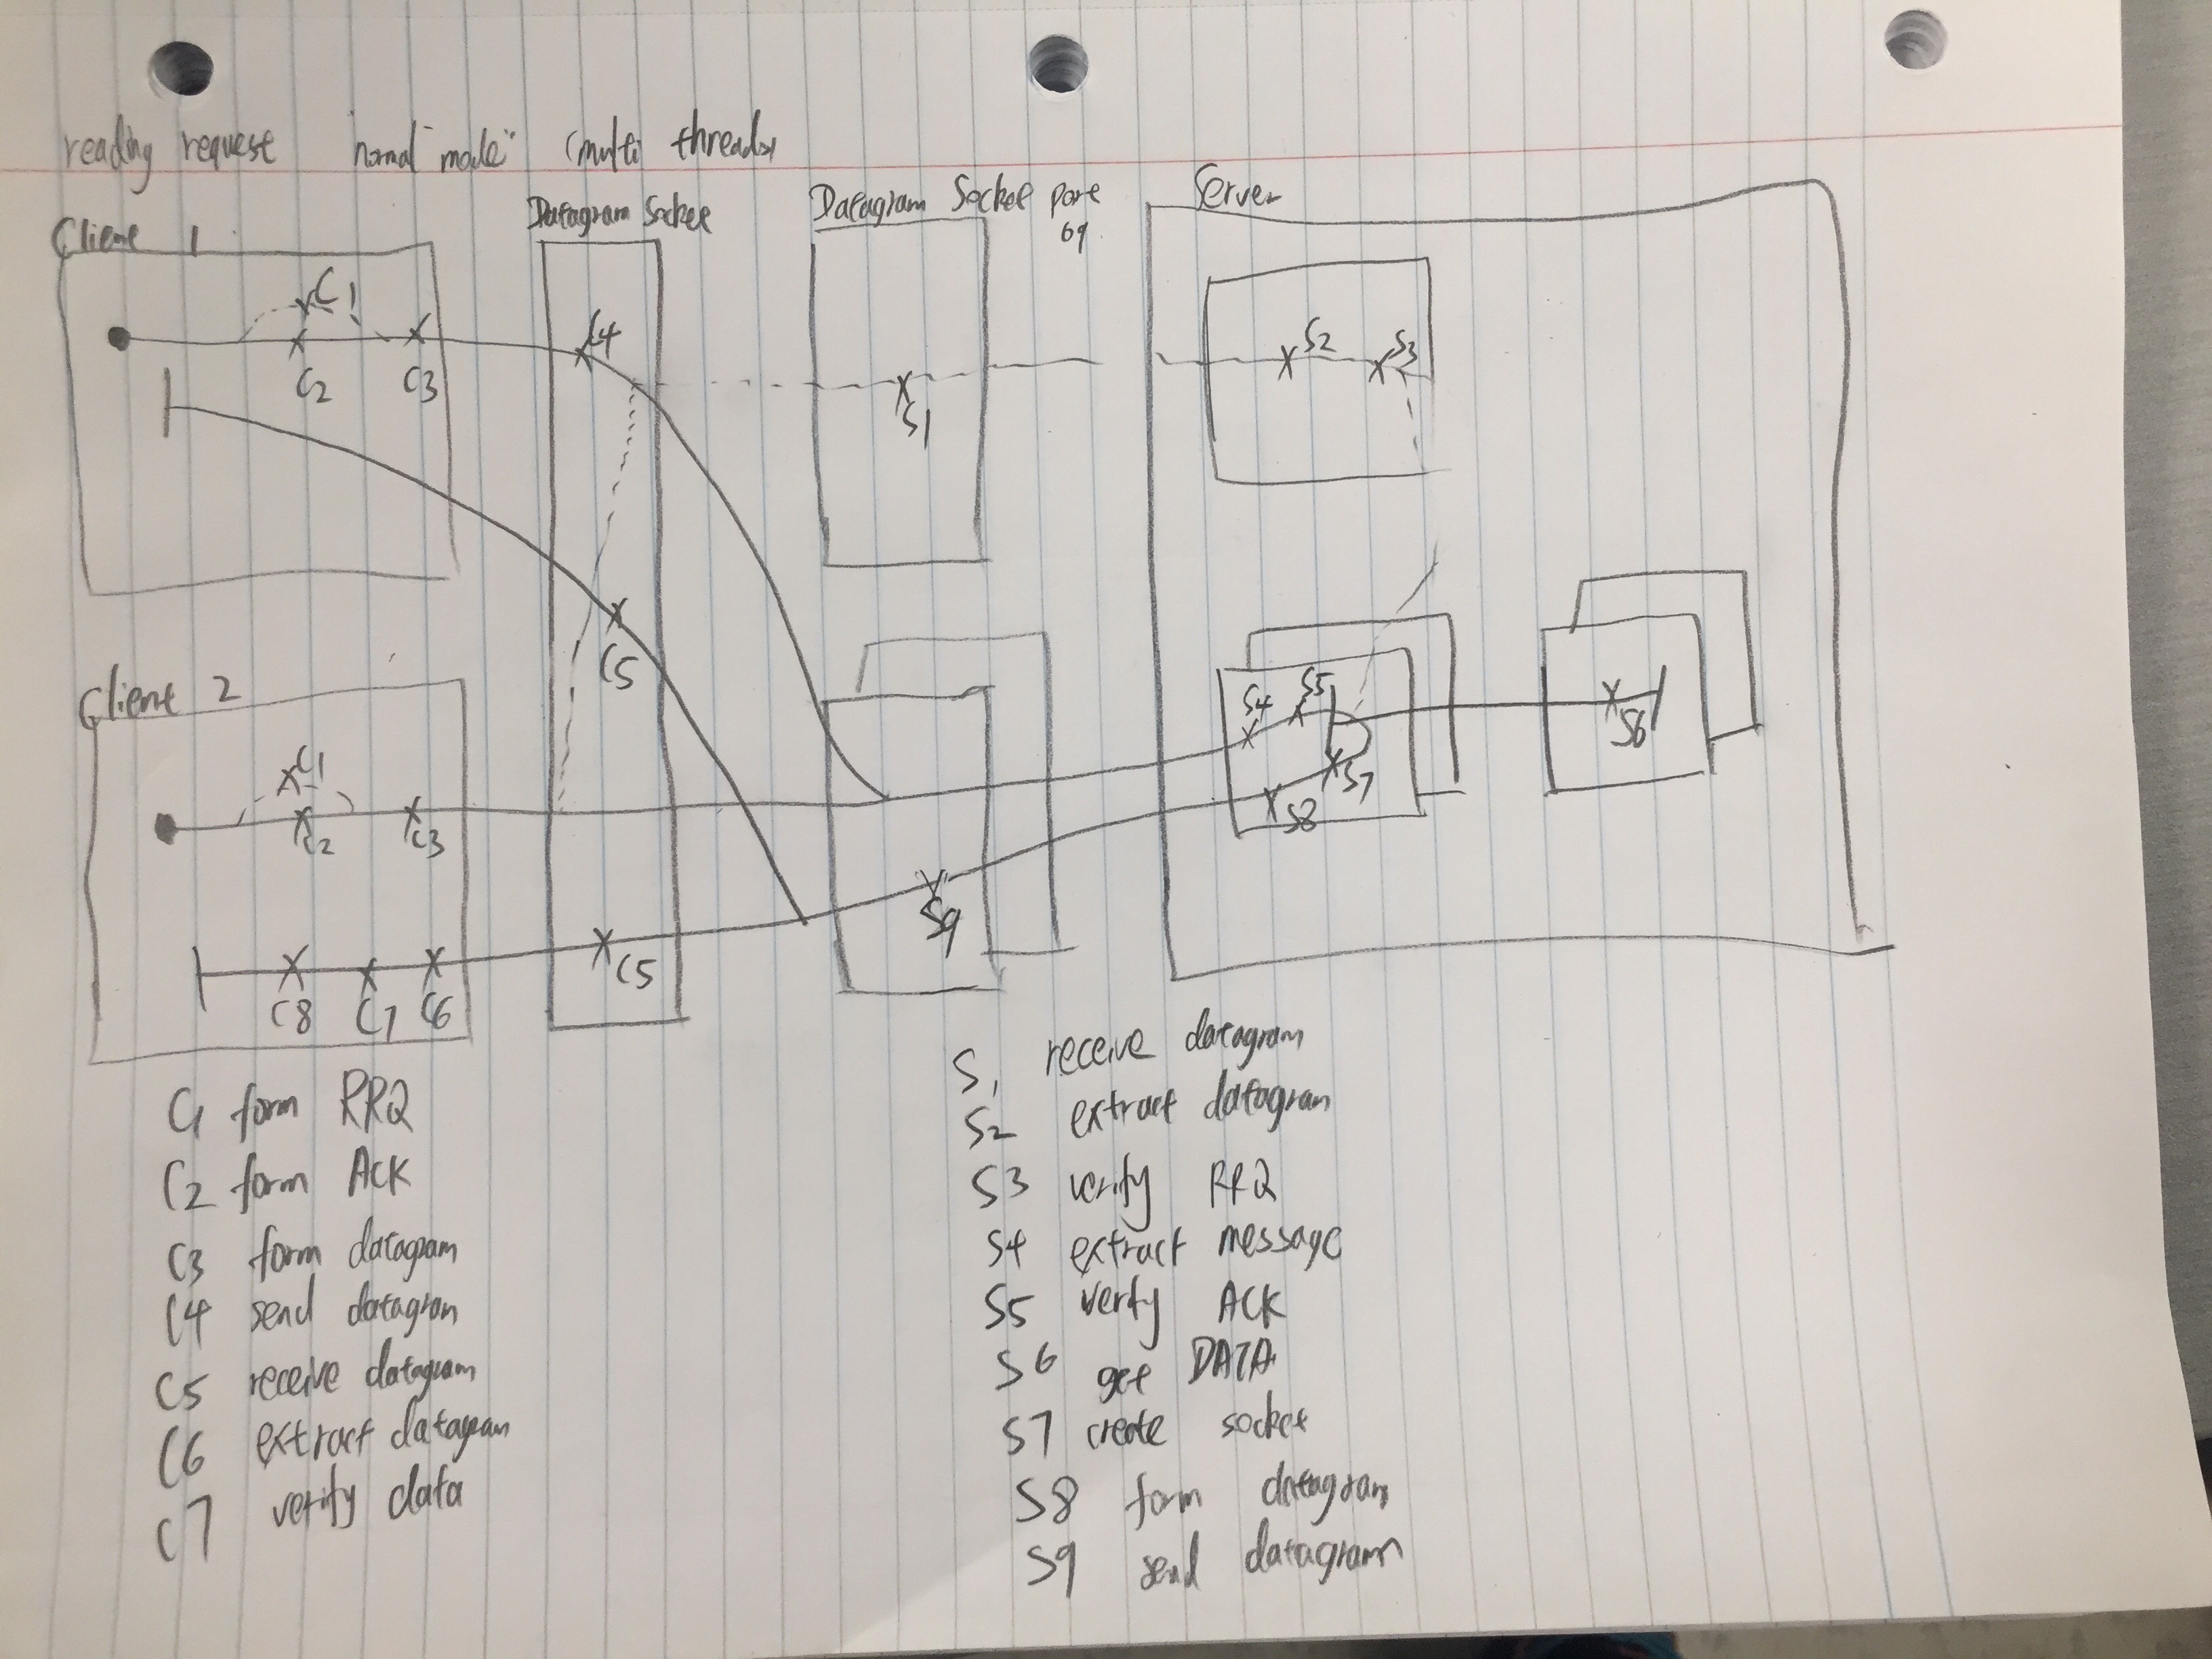 reading request "normal mode" (multi threads)
Datagram Socket
Datagram Socket port
69
Server
Client 1
C1
C2
C3
C4
S1
S2
S3
C5
Client 2
C1
C2
C3
S4
S5
S6
S7
S8
S9
C5
C8
C7
C6
C1 form RRQ
C2 form ACK
C3 form datagram
C4 send datagram
C5 receive datagram
C6 extract datagram
C7 verify data
S1 receive datagram
S2 extract datagram
S3 verify RRQ
S4 extract message
S5 verify ACK
S6 get DATA
S7 create socket
S8 form datagram
S9 send datagram